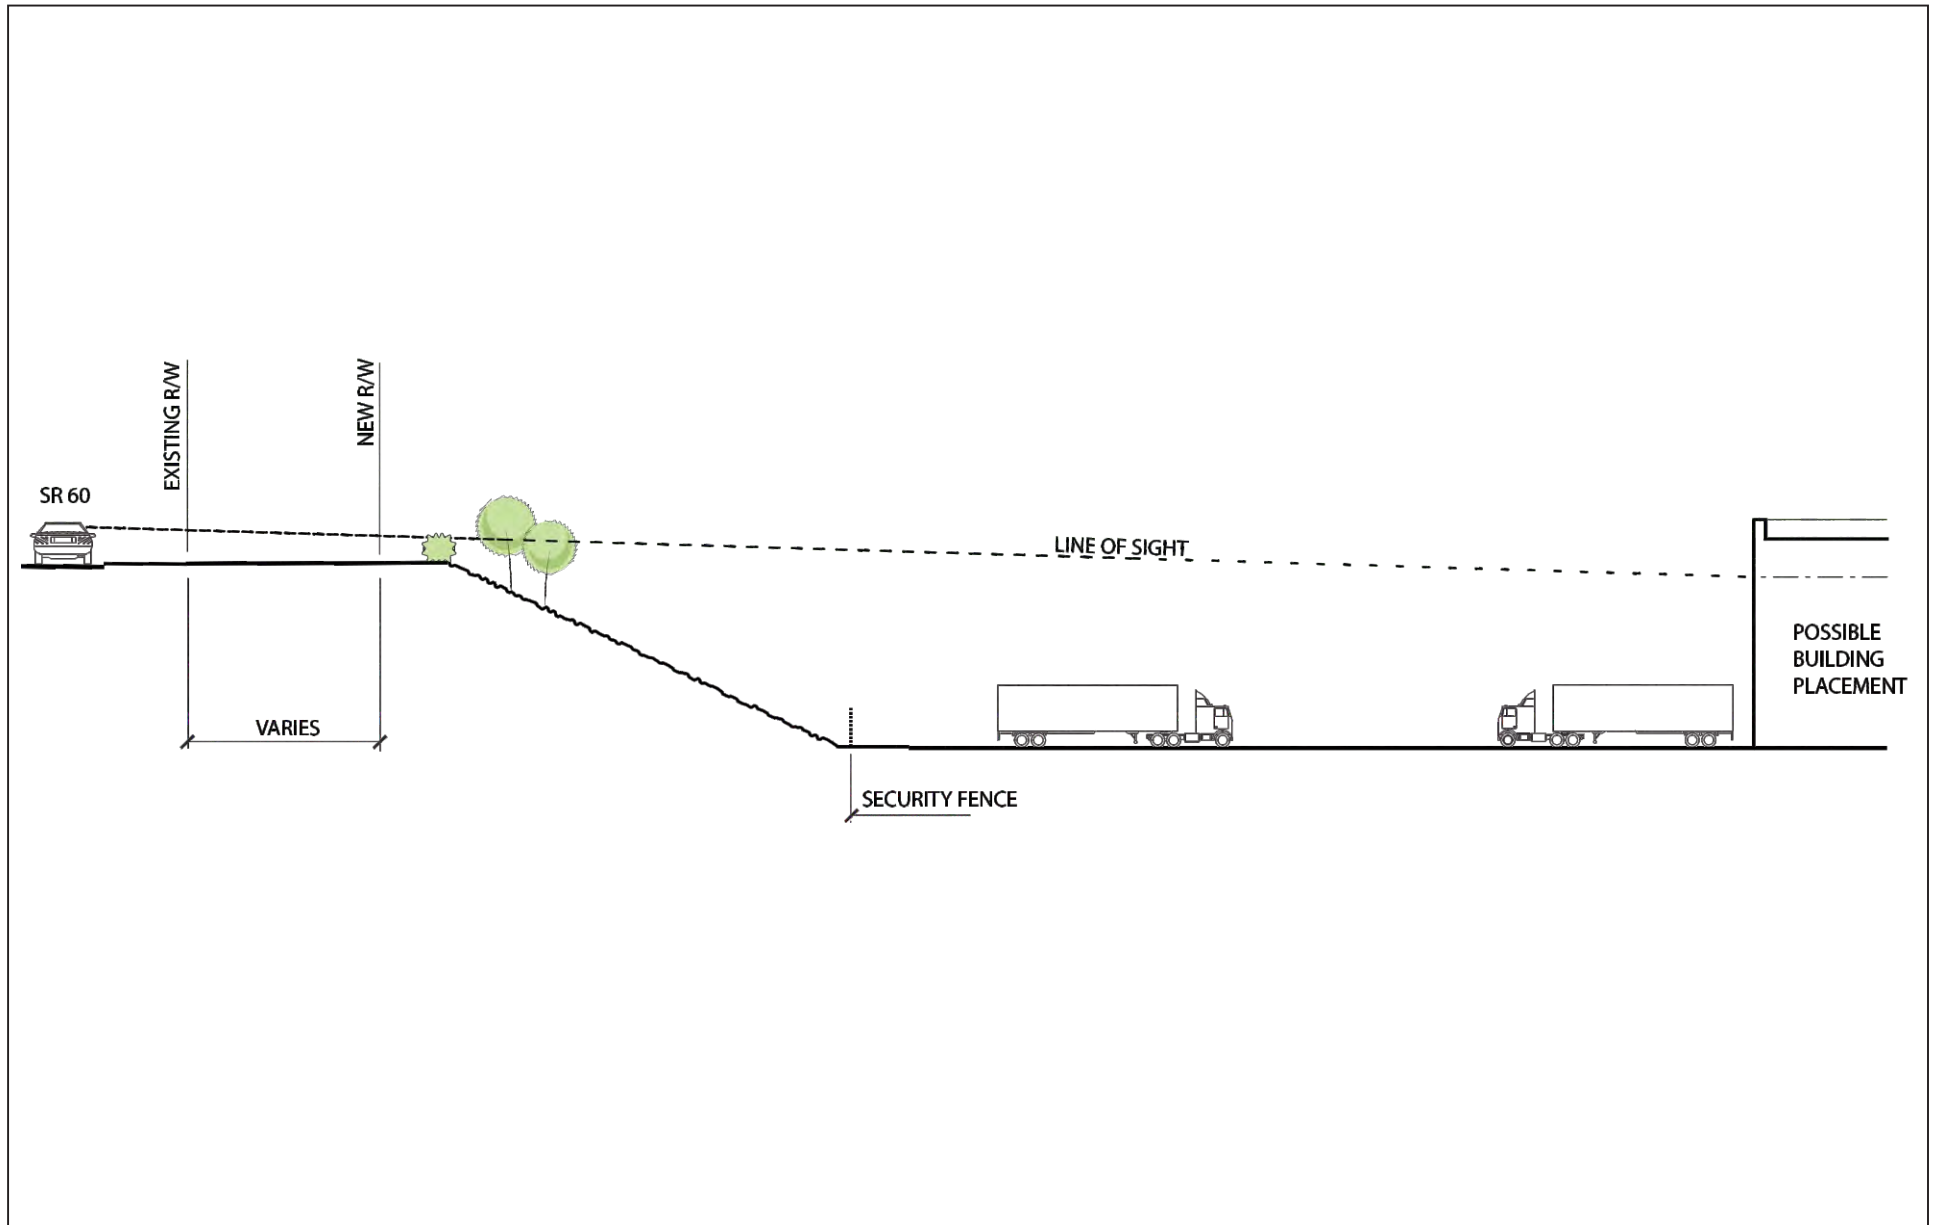 EXISTING R/W
NEW R/W
SR 60
LINE OF SIGHT
POSSIBLE
BUILDING
PLACEMENT
VARIES
SECURITY FENCE